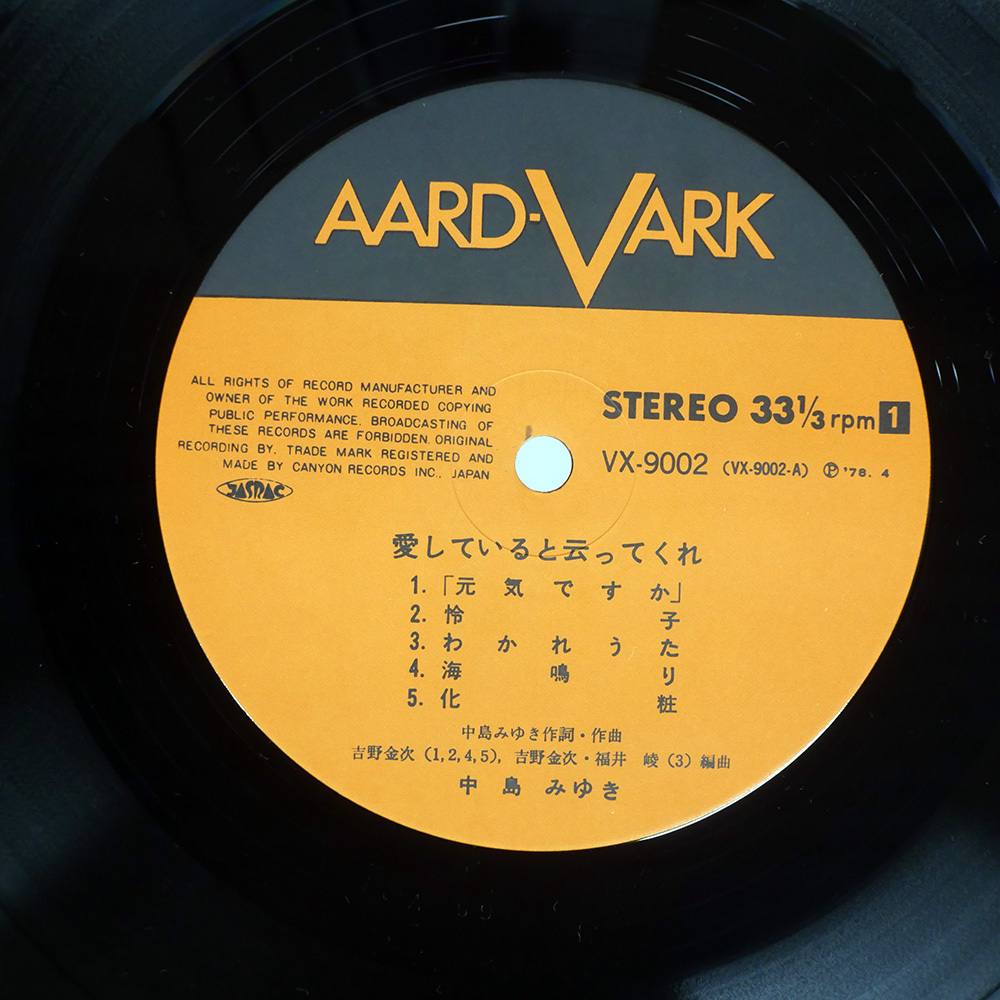 AARD-VARK
ALL RIGHTS OF RECORD MANUFACTURER AND
OWNER OF THE WORK RECORDED COPYING
PUBLIC PERFORMANCE, BROADCASTING OF
THESE RECORDS ARE FORBIDDEN, ORIGINAL
RECORDING BY, TRADE MARK REGISTERED AND
MADE BY CANYON RECORDS INC., JAPAN
JASRAC
STEREO 33⅓ rpm 1
VX-9002 (VX-9002-A) Ⓟ '78. 4
愛していると云ってくれ
1.「元気ですか」
2. 怜子
3. わかれうた
4. 海鳴り
5. 化粧
中島みゆき作詞・作曲
吉野金次 (1,2,4,5), 吉野金次・福井 崚 (3) 編曲
中島 みゆき